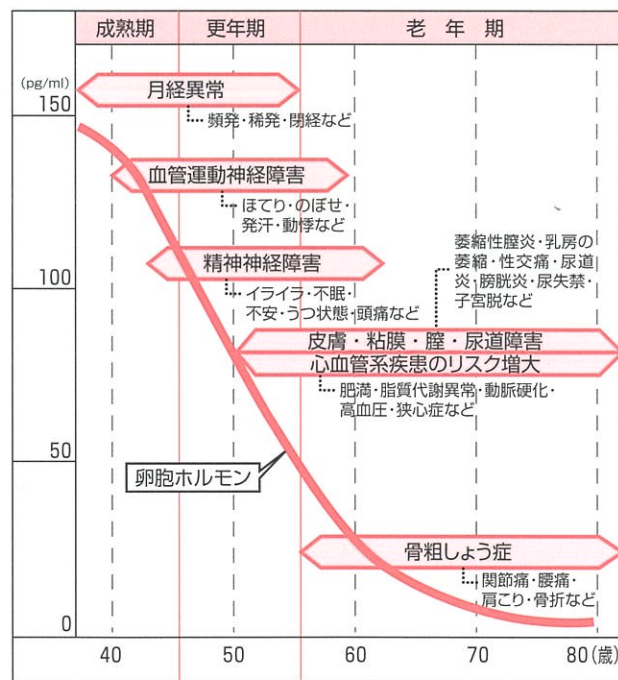 成熟期 更年期 老年期
(pg/ml)
150
月経異常
頻発・稀発・閉経など
血管運動神経障害
ほてり・のぼせ・
発汗・動悸など
萎縮性膣炎・乳房の
萎縮・性交痛・尿道
炎・膀胱炎・尿失禁・
子宮脱など
100
精神神経障害
イライラ・不眠・
不安・うつ状態・頭痛など
皮膚・粘膜・膣・尿道障害
心血管系疾患のリスク増大
肥満・脂質代謝異常・動脈硬化・
高血圧・狭心症など
50
卵胞ホルモン
骨粗しょう症
関節痛・腰痛・
肩こり・骨折など
0
40 50 60 70 80(歳)